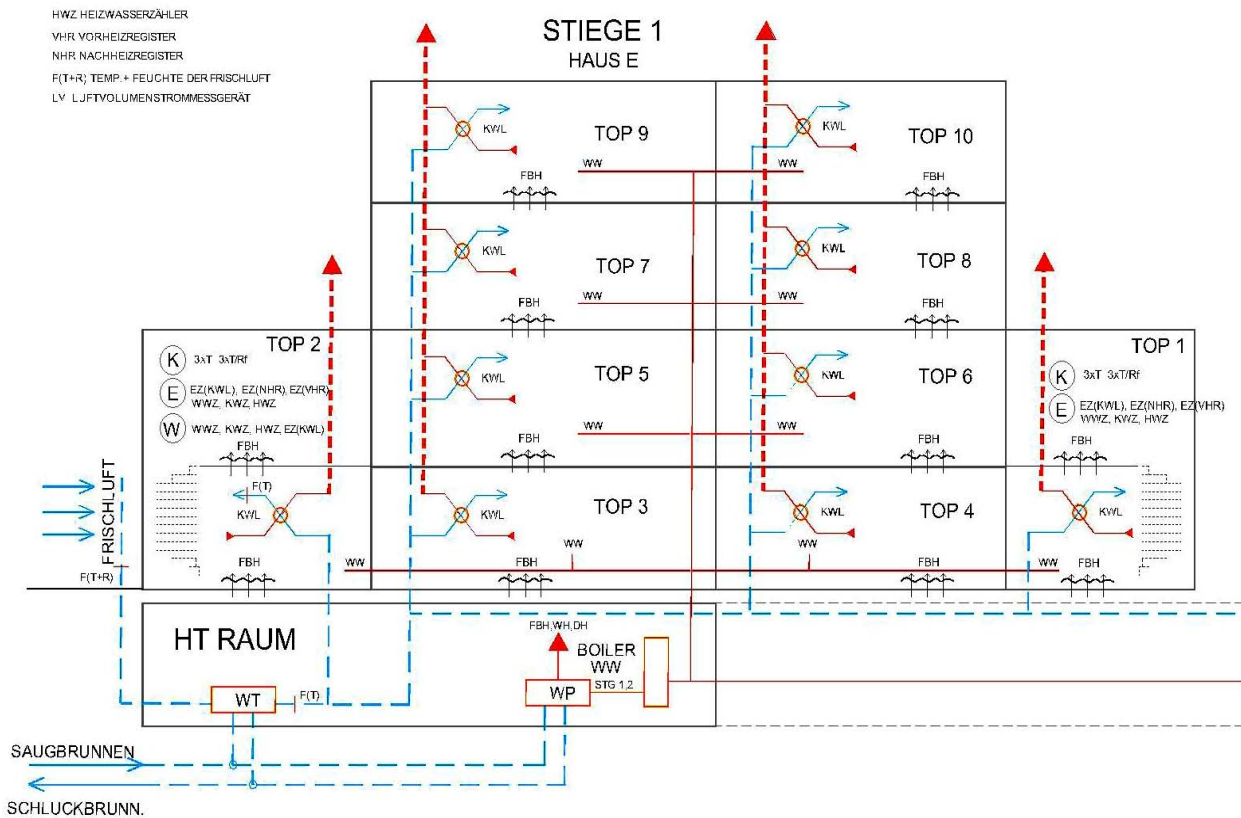 HWZ HEIZWASSERZÄHLER
VHR VORHEIZREGISTER
NHR NACHHEIZREGISTER
F(T+R) TEMP.+ FEUCHTE DER FRISCHLUFT
LV LUFTVOLUMENSTROMMESSGERÄT
STIEGE 1
HAUS E
KWL
TOP 9
KWL
TOP 10
WW
WW
FBH
FBH
KWL
TOP 7
KWL
TOP 8
WW
WW
FBH
FBH
TOP 2
K 3xT 3xT/Rf
E EZ(KWL), EZ(NHR), EZ(VHR)
WWZ, KWZ, HWZ
W WWZ, KWZ, HWZ, EZ(KWL)
FBH
KWL
TOP 5
KWL
TOP 6
WW
WW
FBH
FBH
TOP 1
K 3xT 3xT/Rf
E EZ(KWL), EZ(NHR), EZ(VHR)
WWZ, KWZ, HWZ
FBH
FRISCHLUFT
F(T+R)
F(T)
KWL
KWL
TOP 3
KWL
TOP 4
KWL
WW
WW
WW
WW
FBH
FBH
FBH
FBH
HT RAUM
FBH,WH,DH
BOILER
WW
STG 1,2
WT
F(T)
WP
SAUGBRUNNEN
SCHLUCKBRUNN.